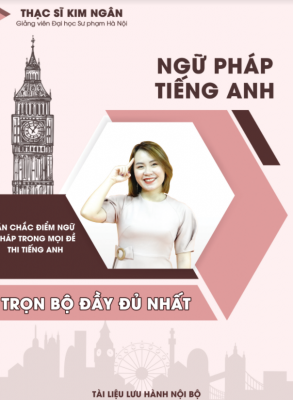 THẠC SĨ KIM NGÂN
Giảng viên Đại học Sư phạm Hà Nội
NGỮ PHÁP
TIẾNG ANH
ẮN CHẮC ĐIỂM NGỮ
HÁP TRONG MỌI ĐỀ
THI TIẾNG ANH
TRỌN BỘ ĐẦY ĐỦ NHẤT
TÀI LIỆU LƯU HÀNH NỘI BỘ